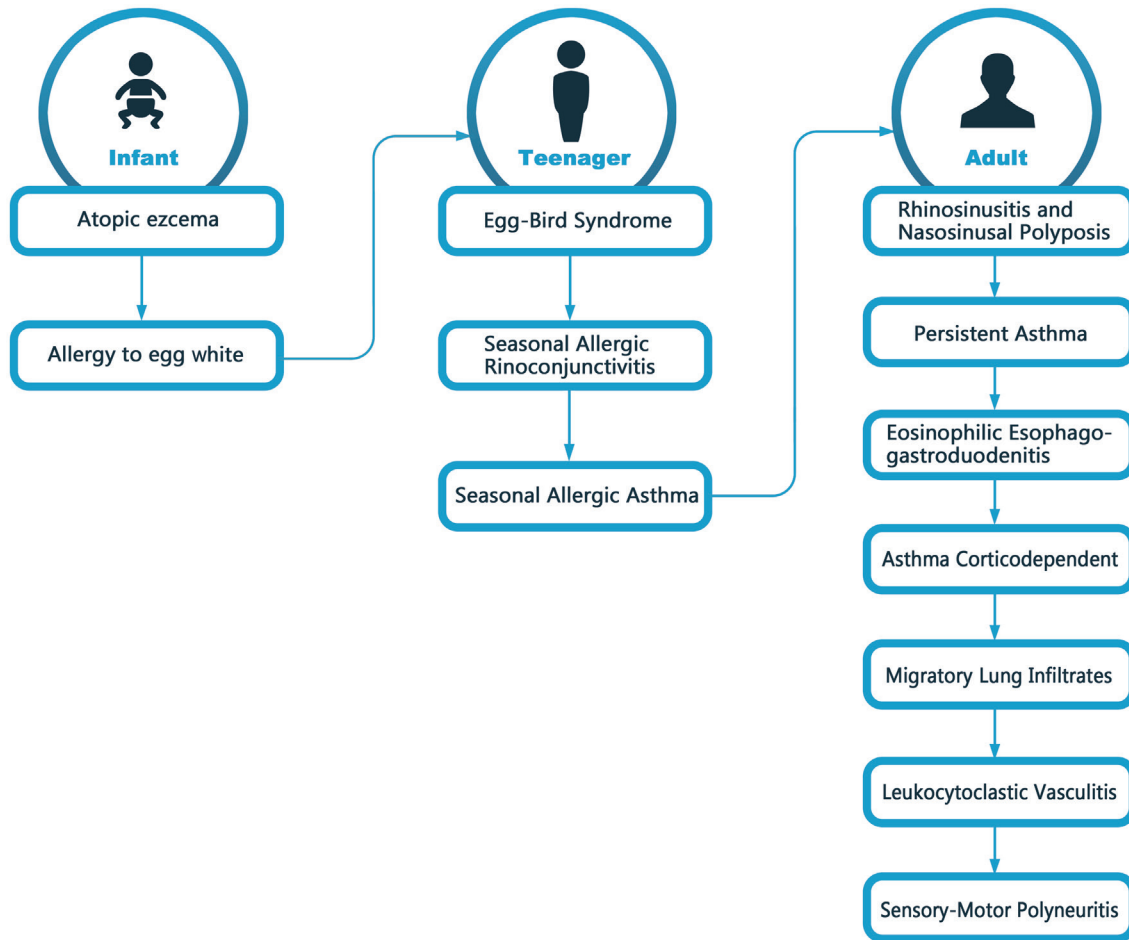 Infant
Atopic ezcema
Allergy to egg white
Teenager
Egg-Bird Syndrome
Seasonal Allergic
Rinoconjunctivitis
Seasonal Allergic Asthma
Adult
Rhinosinusitis and
Nasosinusal Polyposis
Persistent Asthma
Eosinophilic Esophago-
gastroduodenitis
Asthma Corticodependent
Migratory Lung Infiltrates
Leukocytoclastic Vasculitis
Sensory-Motor Polyneuritis